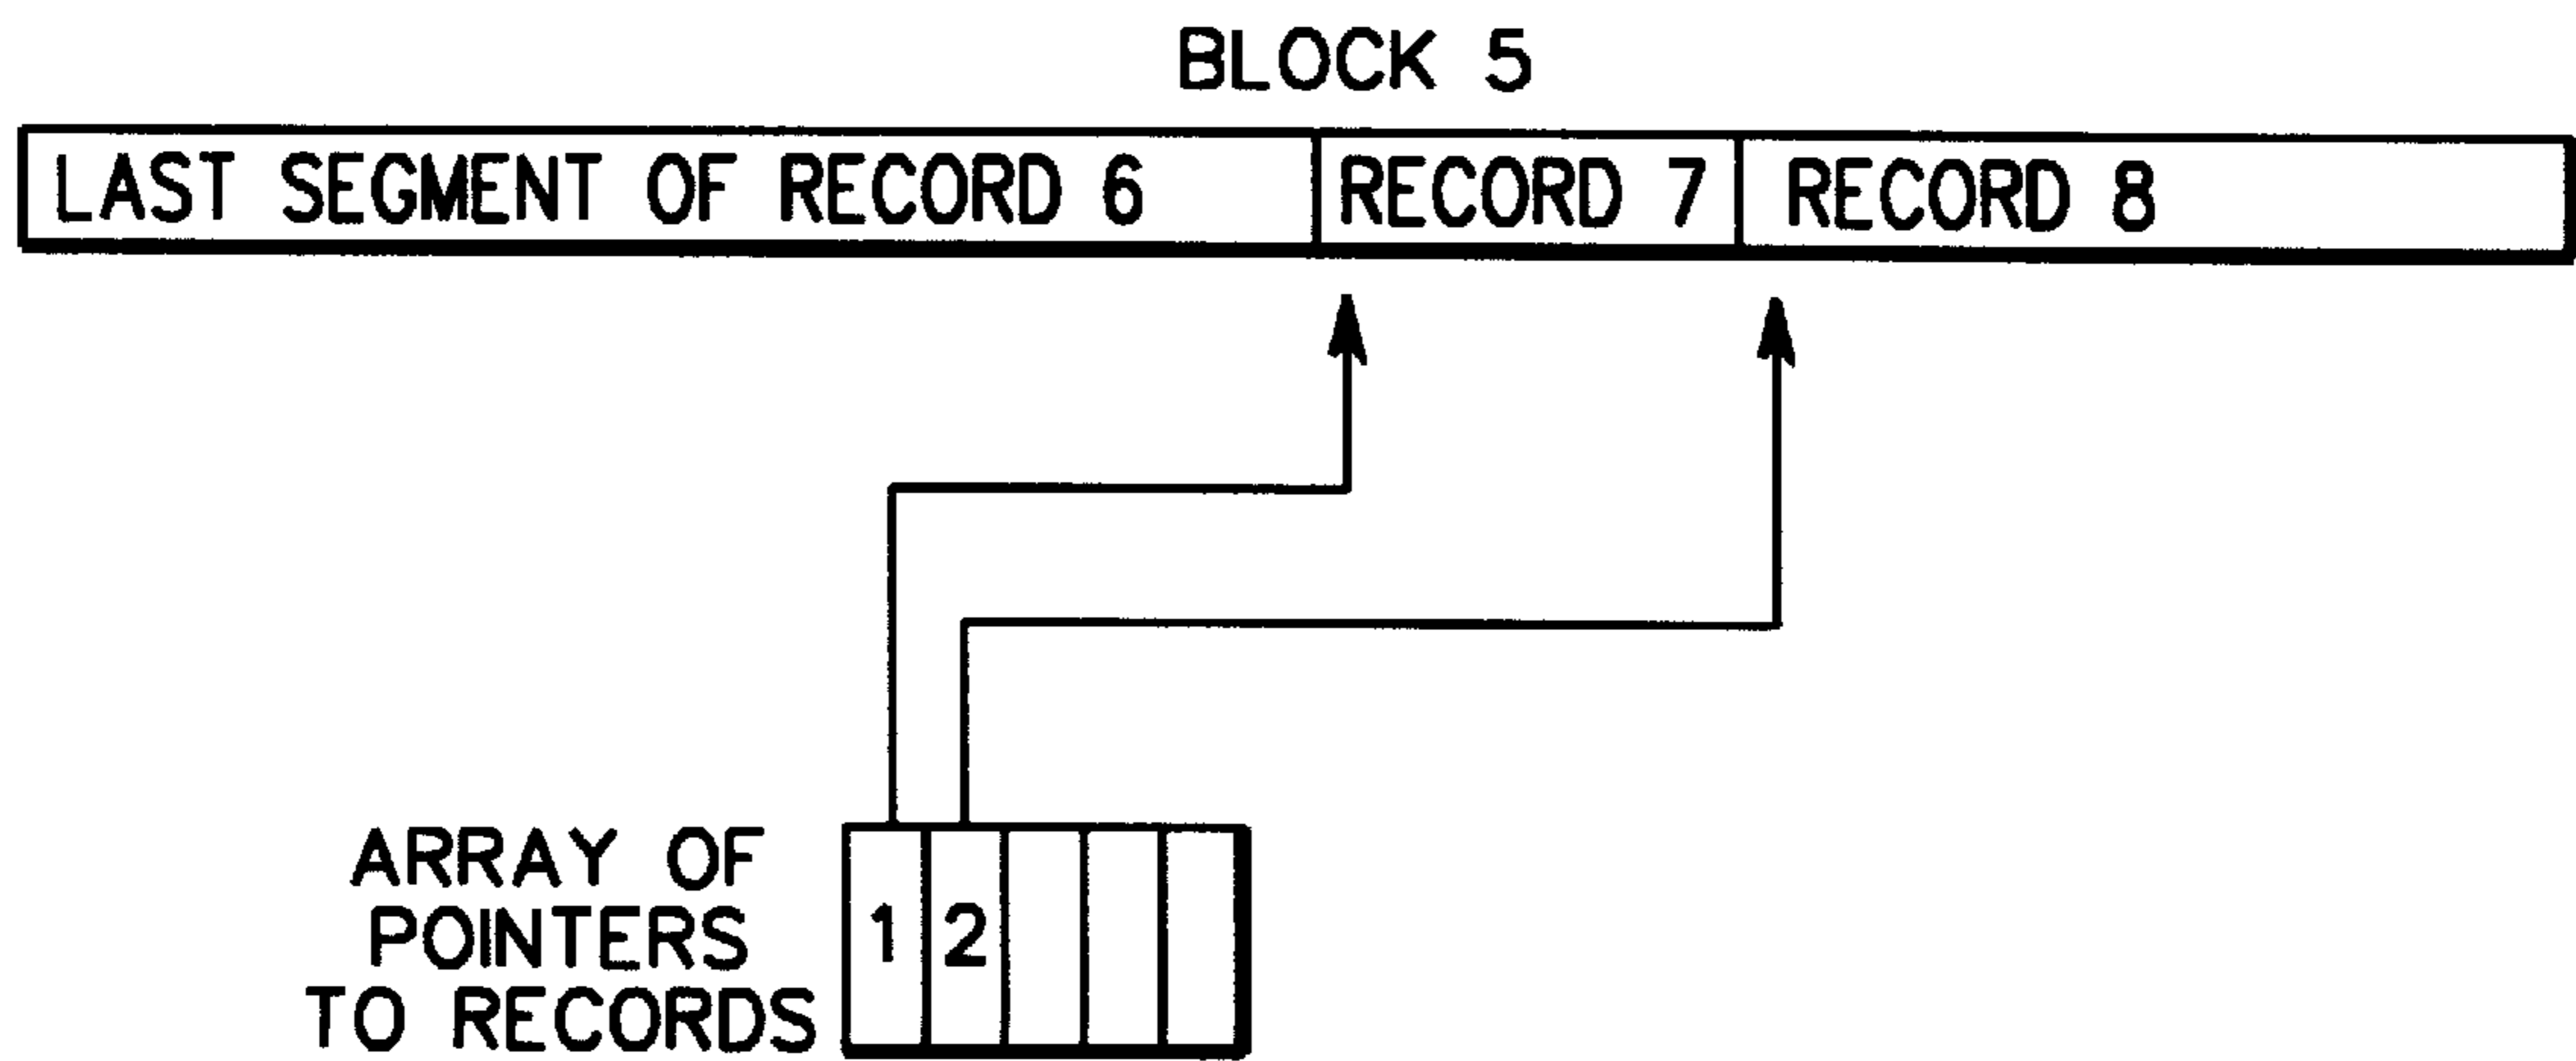 BLOCK 5
LAST SEGMENT OF RECORD 6
RECORD 7
RECORD 8
ARRAY OF
POINTERS
TO RECORDS
1
2